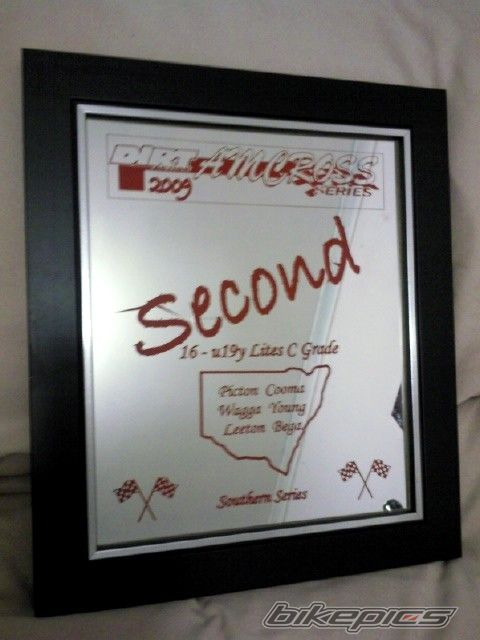 DIRT AMCROSS
2009 SERIES
Second
16 - u19y Lites C Grade
Picton Cooma
Wagga Young
Leeton Bega
Southern Series
bikepics